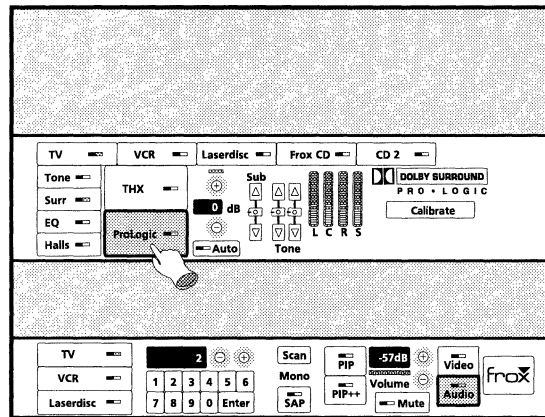 TV VCR Laserdisc Frox CD CD 2
Tone
Surr
EQ
Halls
THX
ProLogic
0 dB
Auto
Sub
Tone
L C R S
DOLBY SURROUND
PRO • LOGIC
Calibrate
TV
VCR
Laserdisc
2
1 2 3 4 5 6
7 8 9 0 Enter
Scan
Mono
SAP
PIP
PIP++
-57dB
Volume
Mute
Video
Audio
frox